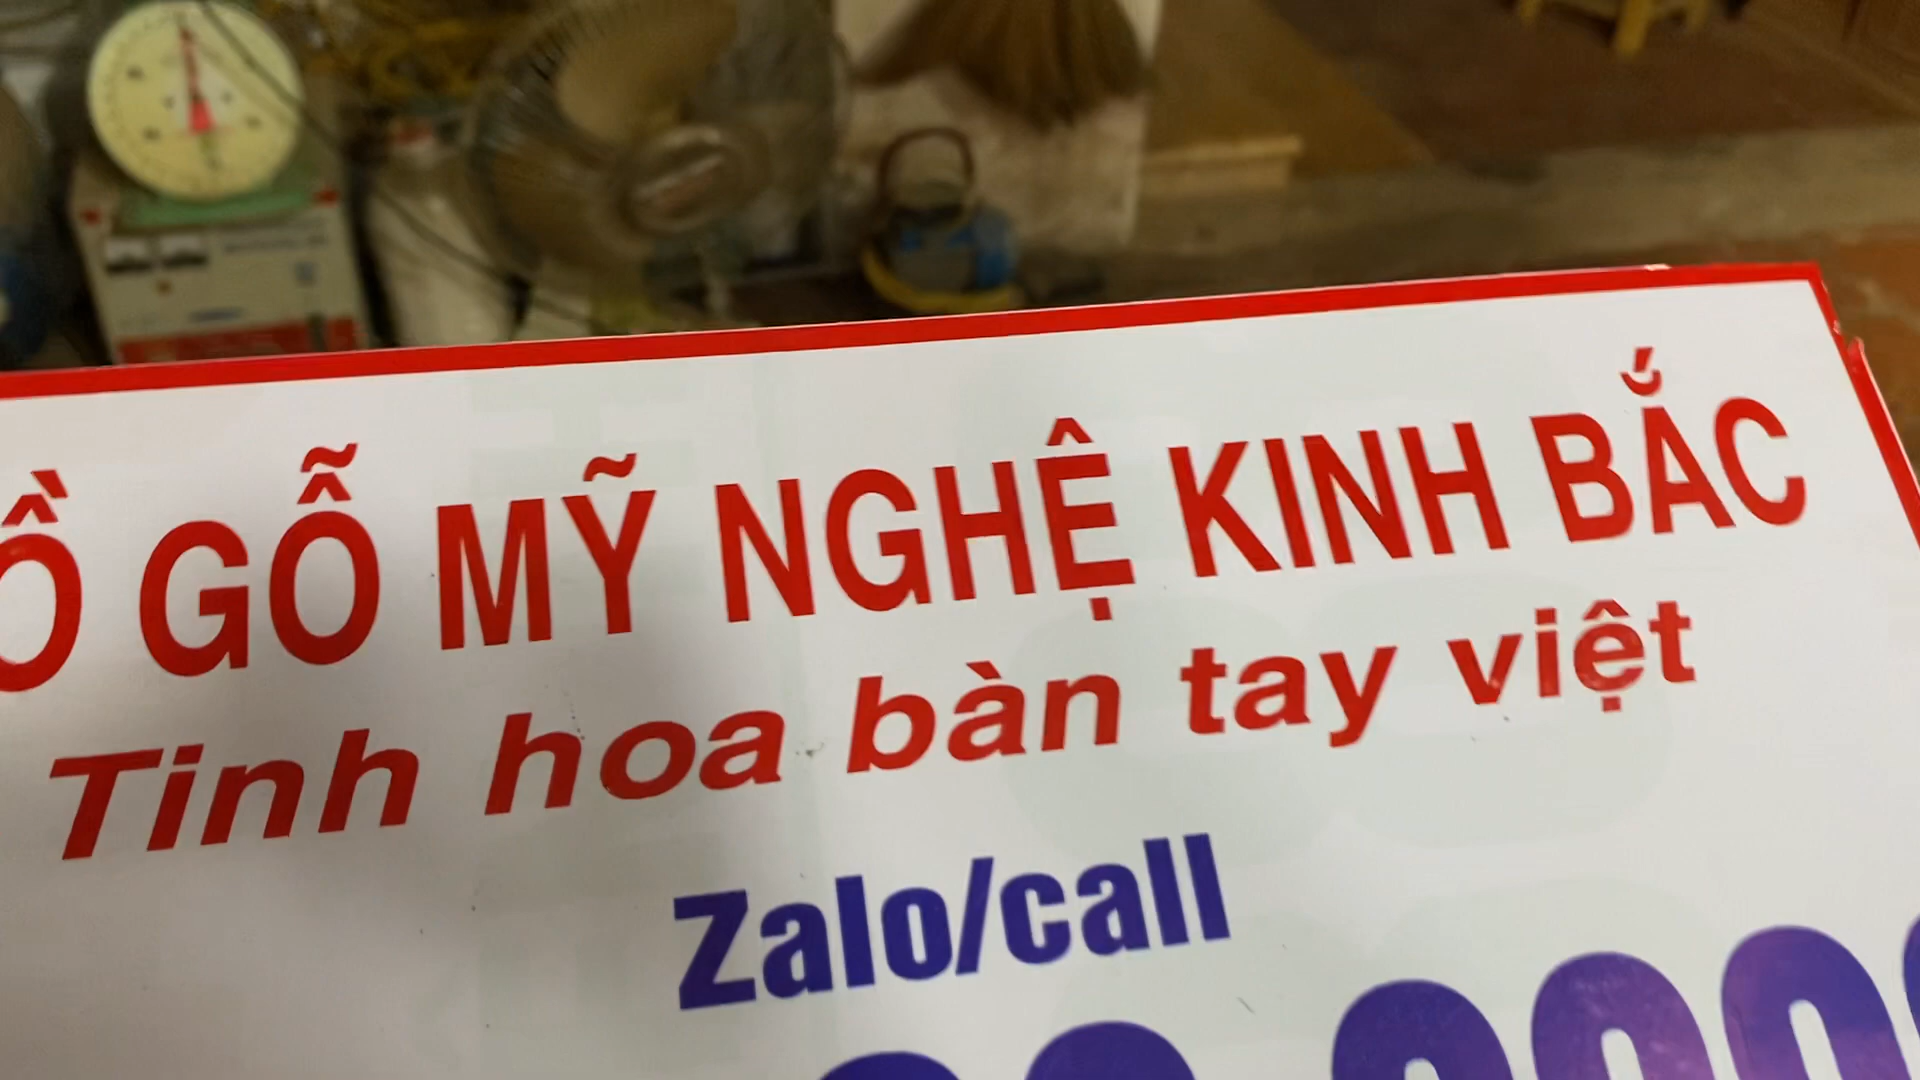 Ồ GỖ MỸ NGHỆ KINH BẮC
Tinh hoa bàn tay việt
Zalo/call